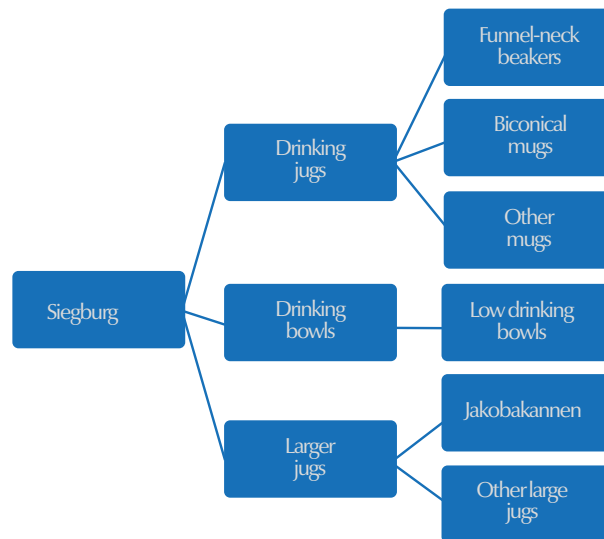 Funnel-neck
beakers
Drinking
jugs
Biconical
mugs
Other
mugs
Siegburg
Drinking
bowls
Low drinking
bowls
Larger
jugs
Jakobakannen
Other large
jugs